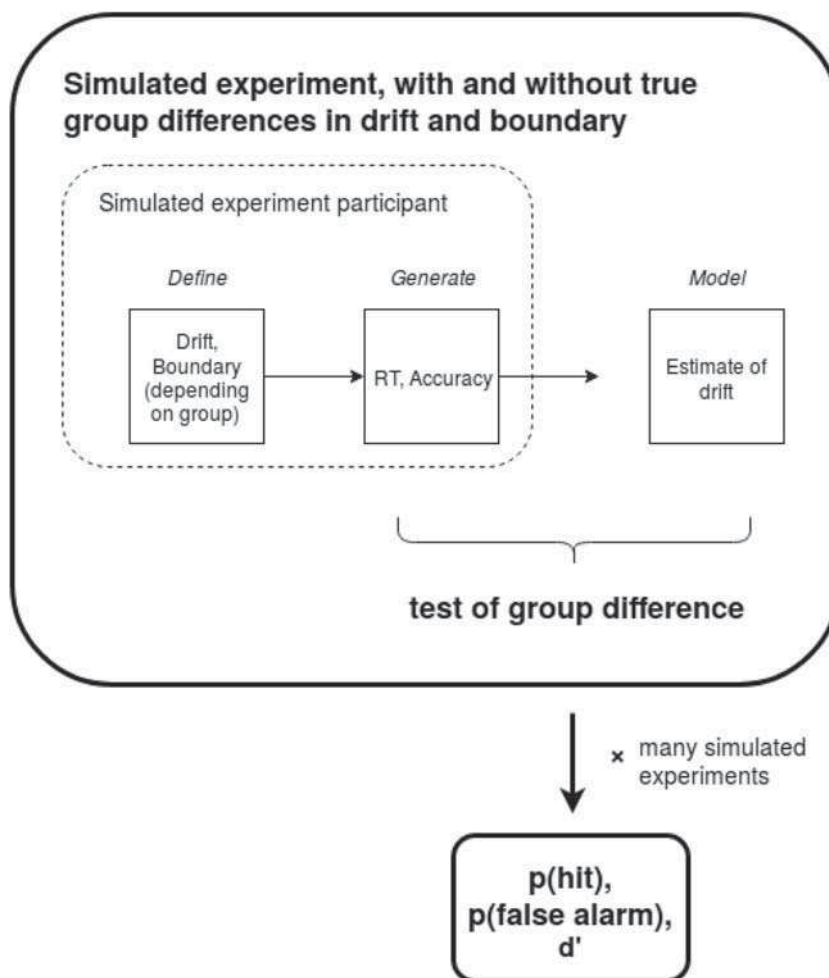 Simulated experiment, with and without true
group differences in drift and boundary
Simulated experiment participant
Define
Generate
Model
Drift,
Boundary
(depending
on group)
RT, Accuracy
Estimate of
drift
test of group difference
× many simulated
experiments
p(hit),
p(false alarm),
d'